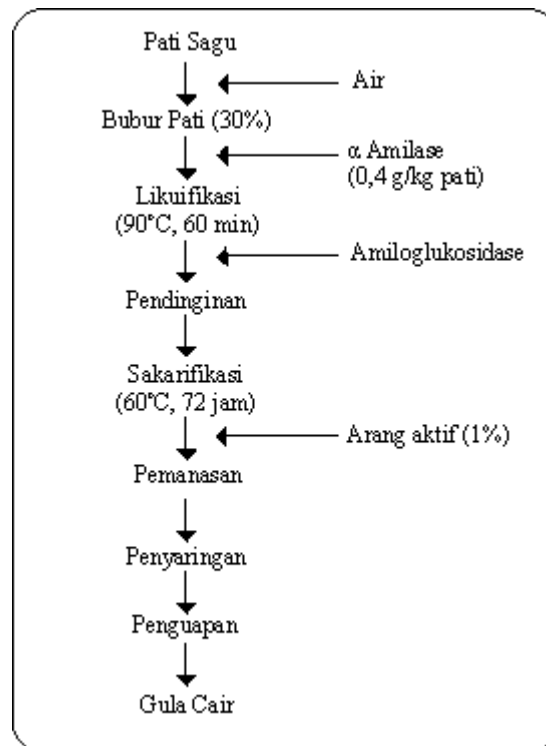 Pati Sagu
Air
Bubur Pati (30%)
α Amilase
(0,4 g/kg pati)
Likuifikasi
(90°C, 60 min)
Amiloglukosidase
Pendinginan
Sakarifikasi
(60°C, 72 jam)
Arang aktif (1%)
Pemanasan
Penyaringan
Penguapan
Gula Cair